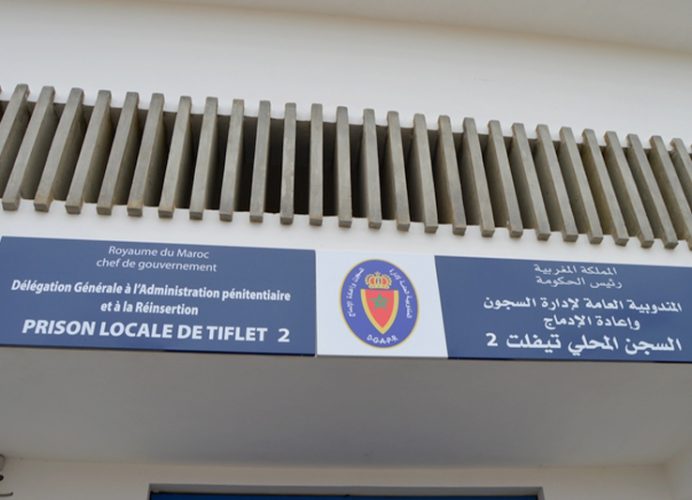 Royaume du Maroc
chef de gouvernement
Délégation Générale à l'Administration pénitentiaire
et à la Réinsertion
PRISON LOCALE DE TIFLET 2
D.G.A.P.R
المملكة المغربية
رئيس الحكومة
المندوبية العامة لإدارة السجون
وإعادة الإدماج
السجن المحلي تيفلت 2